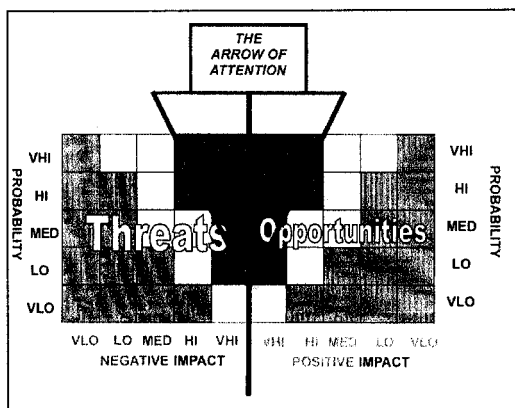 THE
ARROW OF
ATTENTION
VHI
HI
MED
LO
VLO
PROBABILITY
Threats
Opportunities
VHI
HI
MED
LO
VLO
PROBABILITY
VLO LO MED HI VHI
VHI HI MED LO VLO
NEGATIVE IMPACT
POSITIVE IMPACT